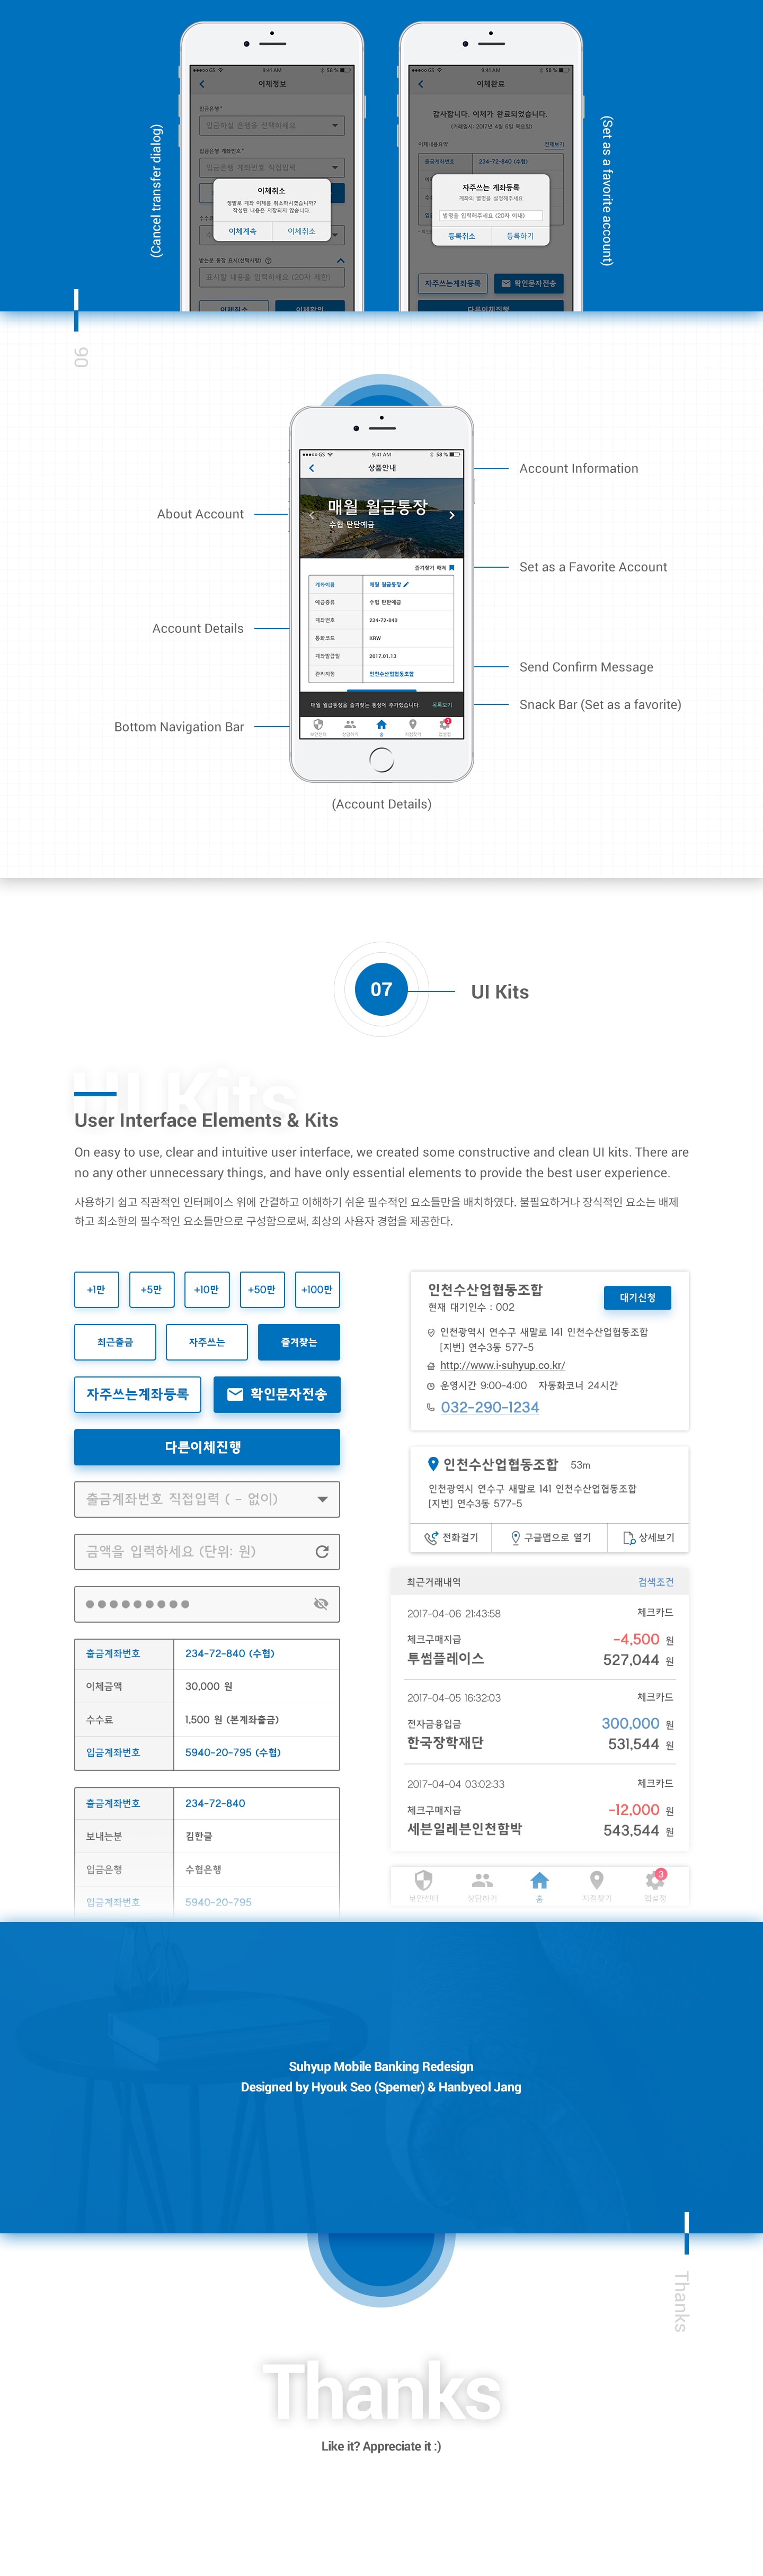 (Cancel transfer dialog)
●●●○○ GS 9:41 AM 58 %
이체정보
입금은행*
입금하실 은행을 선택하세요
입금은행 계좌번호*
입금은행 계좌번호 직접입력
이체취소
정말로 계좌 이체를 취소하시겠습니까?
작성된 내용은 저장되지 않습니다.
이체계속 이체취소
받는분 통장 표시(선택사항)
표시할 내용을 입력하세요 (20자 제한)
이체취소 이체확인
●●●○○ GS 9:41 AM 58 %
이체완료
감사합니다. 이체가 완료되었습니다.
(거래일시: 2017년 4월 6일 목요일)
이체내용요약 전체보기
출금계좌번호 234-72-840 (수협)
자주쓰는 계좌등록
계좌의 별명을 설정해주세요
별명을 입력해주세요 (20자 이내)
등록취소 등록하기
자주쓰는계좌등록 확인문자전송
다른이체진행
(Set as a favorite account)
06
●●●○○ GS 9:41 AM 58 %
상품안내
매월 월급통장
수협 탄탄예금
즐겨찾기 해제
계좌이름 매월 월급통장
예금종류 수협 탄탄예금
계좌번호 234-72-840
통화코드 KRW
계좌발급일 2017.01.13
관리지점 인천수산업협동조합
매월 월급통장을 즐겨찾는 통장에 추가했습니다. 목록보기
보안센터 상담하기 홈 지점찾기 앱설정
3
About Account
Account Details
Bottom Navigation Bar
Account Information
Set as a Favorite Account
Send Confirm Message
Snack Bar (Set as a favorite)
(Account Details)
07
UI Kits
UI Kits
User Interface Elements & Kits
On easy to use, clear and intuitive user interface, we created some constructive and clean UI kits. There are
no any other unnecessary things, and have only essential elements to provide the best user experience.
사용하기 쉽고 직관적인 인터페이스 위에 간결하고 이해하기 쉬운 필수적인 요소들만을 배치하였다. 불필요하거나 장식적인 요소는 배제
하고 최소한의 필수적인 요소들만으로 구성함으로써, 최상의 사용자 경험을 제공한다.
+1만 +5만 +10만 +50만 +100만
최근출금 자주쓰는 즐겨찾는
자주쓰는계좌등록 확인문자전송
다른이체진행
출금계좌번호 직접입력 ( - 없이)
금액을 입력하세요 (단위: 원)
●●●●●●●●●
출금계좌번호 234-72-840 (수협)
이체금액 30,000 원
수수료 1,500 원 (본계좌출금)
입금계좌번호 5940-20-795 (수협)
출금계좌번호 234-72-840
보내는분 김한글
입금은행 수협은행
입금계좌번호 5940-20-795
인천수산업협동조합
현재 대기인수 : 002
대기신청
인천광역시 연수구 새말로 141 인천수산업협동조합
[지번] 연수3동 577-5
http://www.i-suhyup.co.kr/
운영시간 9:00-4:00 자동화코너 24시간
032-290-1234
인천수산업협동조합 53m
인천광역시 연수구 새말로 141 인천수산업협동조합
[지번] 연수3동 577-5
전화걸기 구글맵으로 열기 상세보기
최근거래내역 검색조건
2017-04-06 21:43:58 체크카드
체크구매지급 -4,500 원
투썸플레이스 527,044 원
2017-04-05 16:32:03 체크카드
전자금융입금 300,000 원
한국장학재단 531,544 원
2017-04-04 03:02:33 체크카드
체크구매지급 -12,000 원
세븐일레븐인천함박 543,544 원
3
보안센터 상담하기 홈 지점찾기 앱설정
Suhyup Mobile Banking Redesign
Designed by Hyouk Seo (Spemer) & Hanbyeol Jang
Thanks
Thanks
Like it? Appreciate it :)